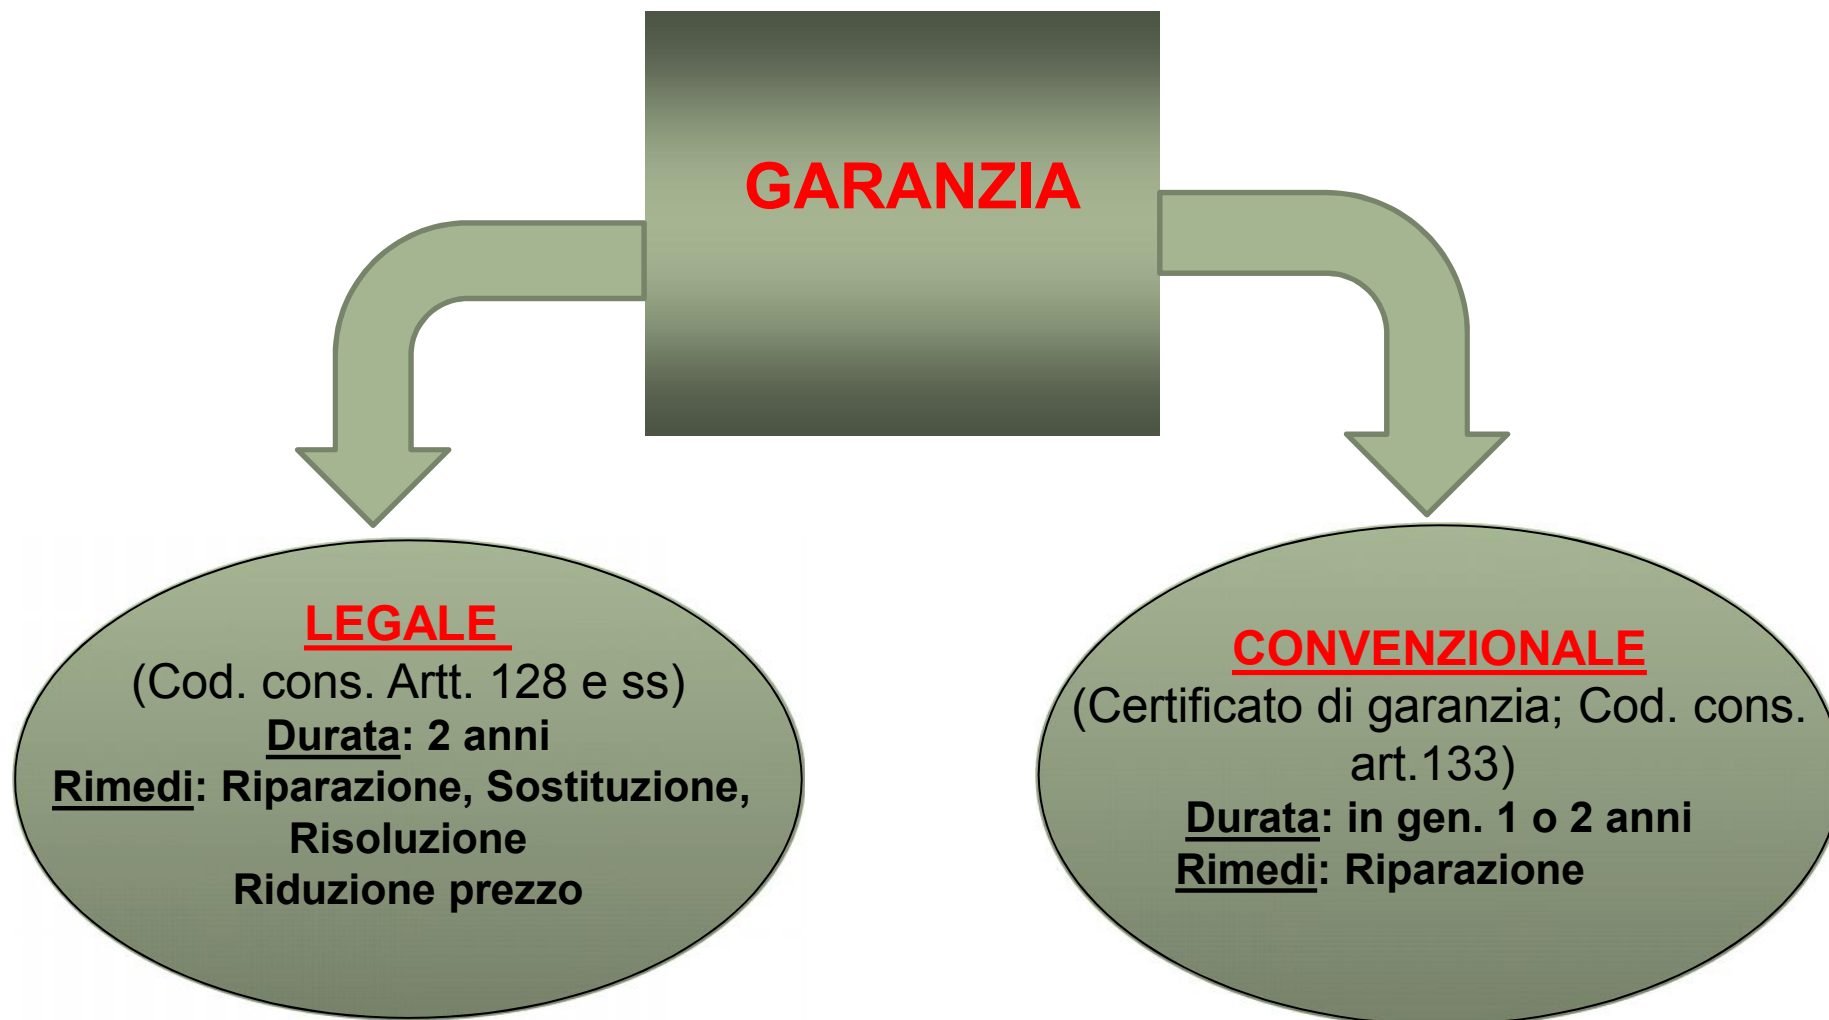 GARANZIA
LEGALE
(Cod. cons. Artt. 128 e ss)
Durata: 2 anni
Rimedi: Riparazione, Sostituzione,
Risoluzione
Riduzione prezzo
CONVENZIONALE
(Certificato di garanzia; Cod. cons.
art.133)
Durata: in gen. 1 o 2 anni
Rimedi: Riparazione